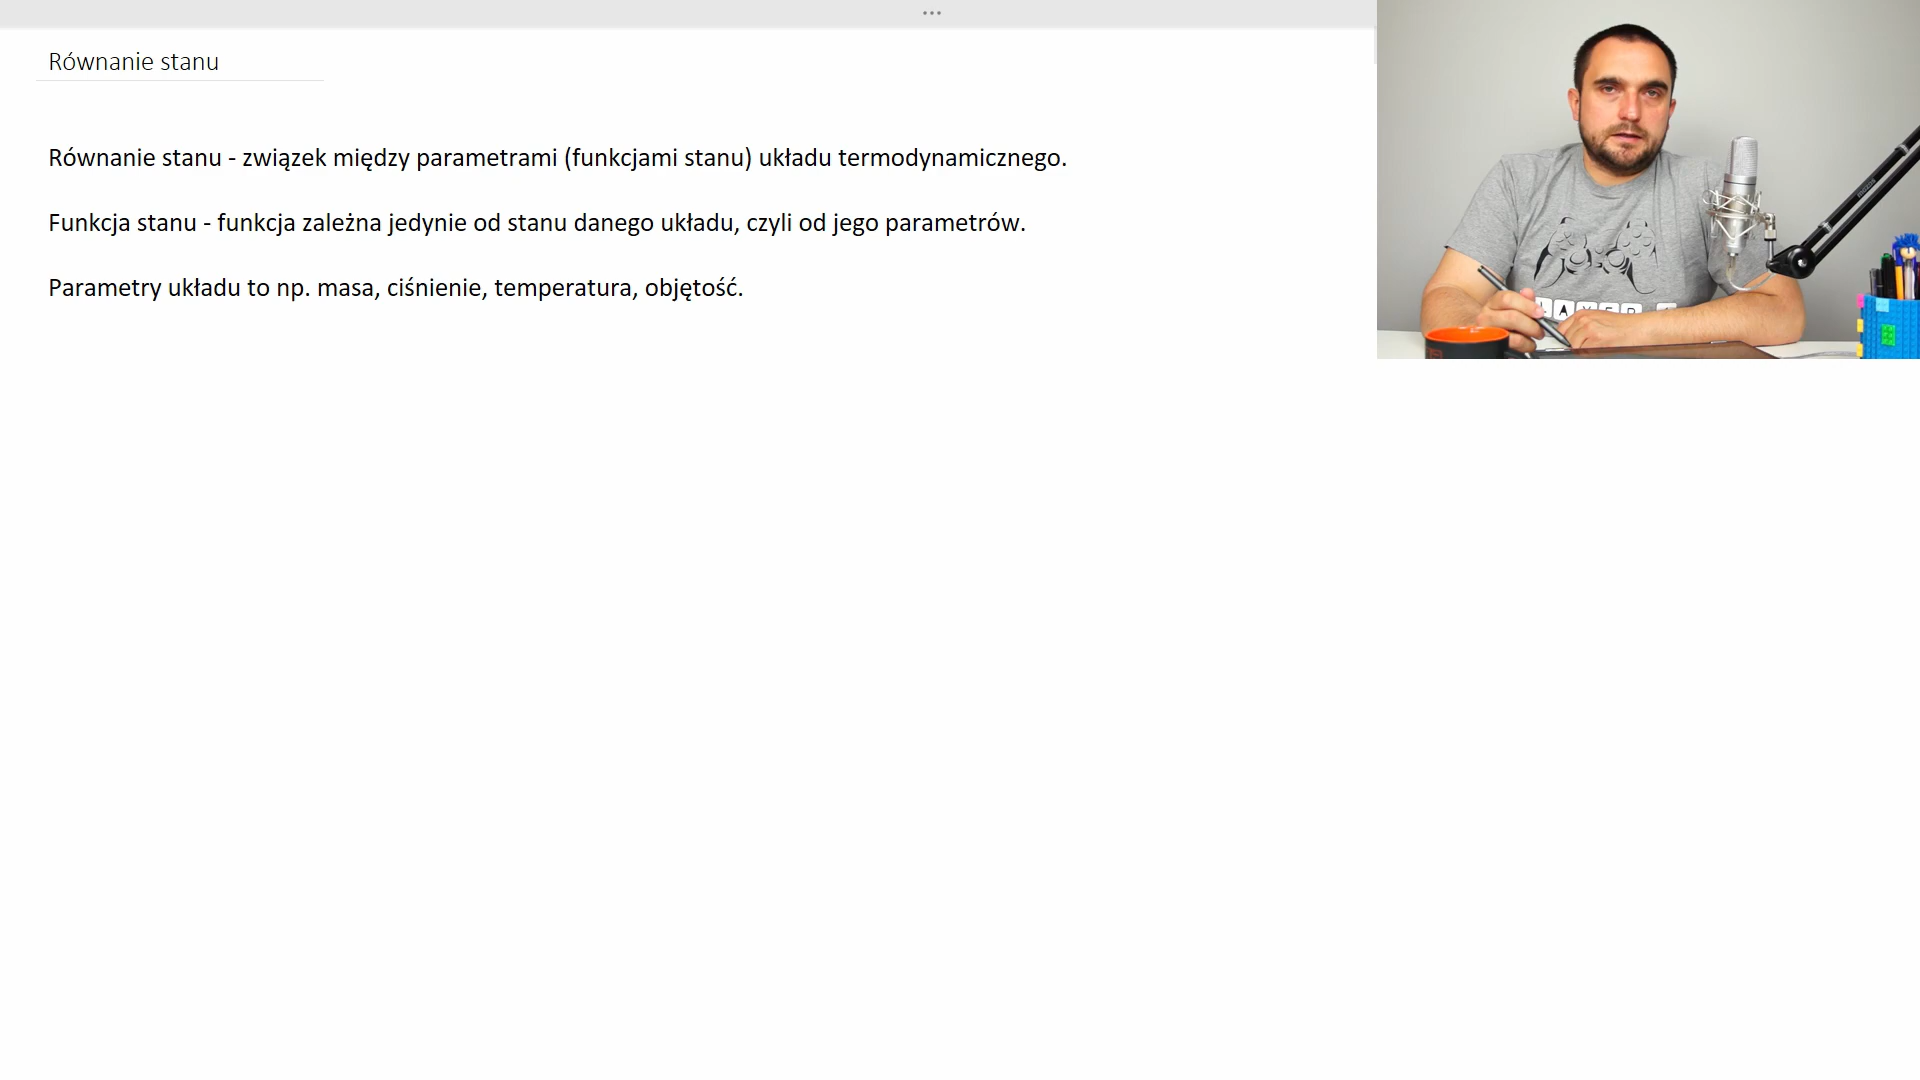 Równanie stanu
Równanie stanu - związek między parametrami (funkcjami stanu) układu termodynamicznego.
Funkcja stanu - funkcja zależna jedynie od stanu danego układu, czyli od jego parametrów.
Parametry układu to np. masa, ciśnienie, temperatura, objętość.